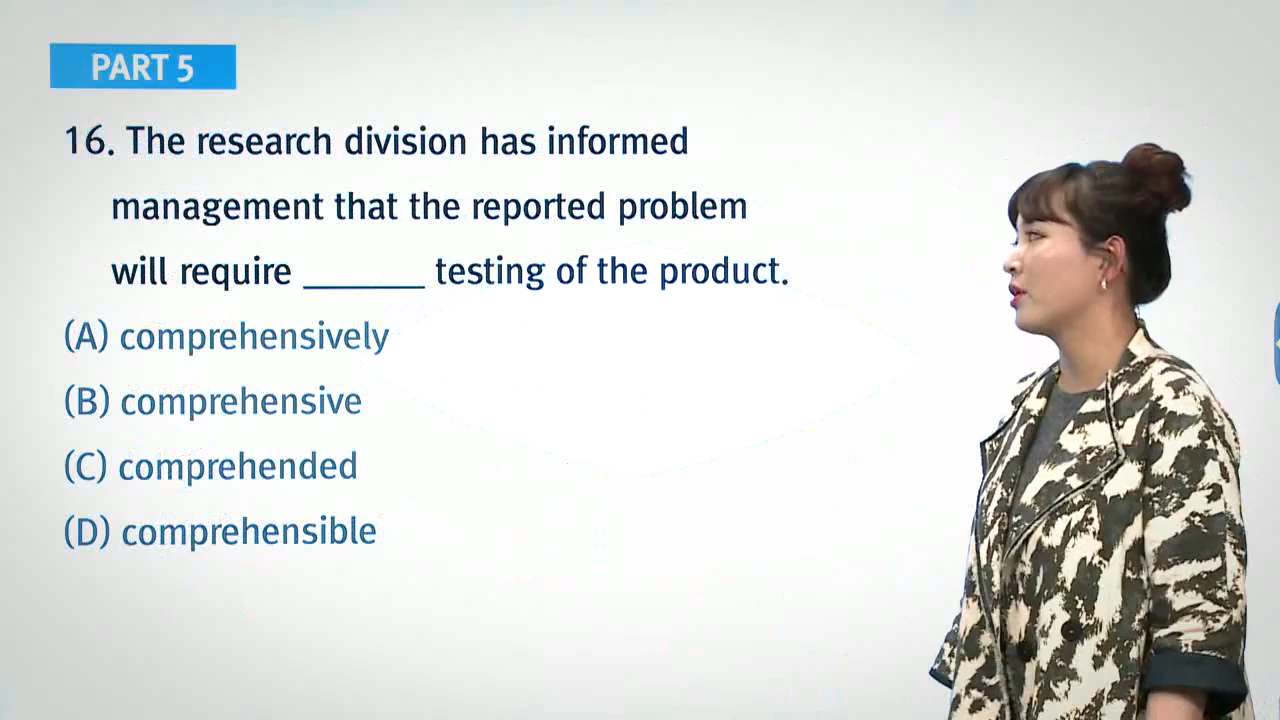 PART 5
16. The research division has informed
management that the reported problem
will require ______ testing of the product.
(A) comprehensively
(B) comprehensive
(C) comprehended
(D) comprehensible